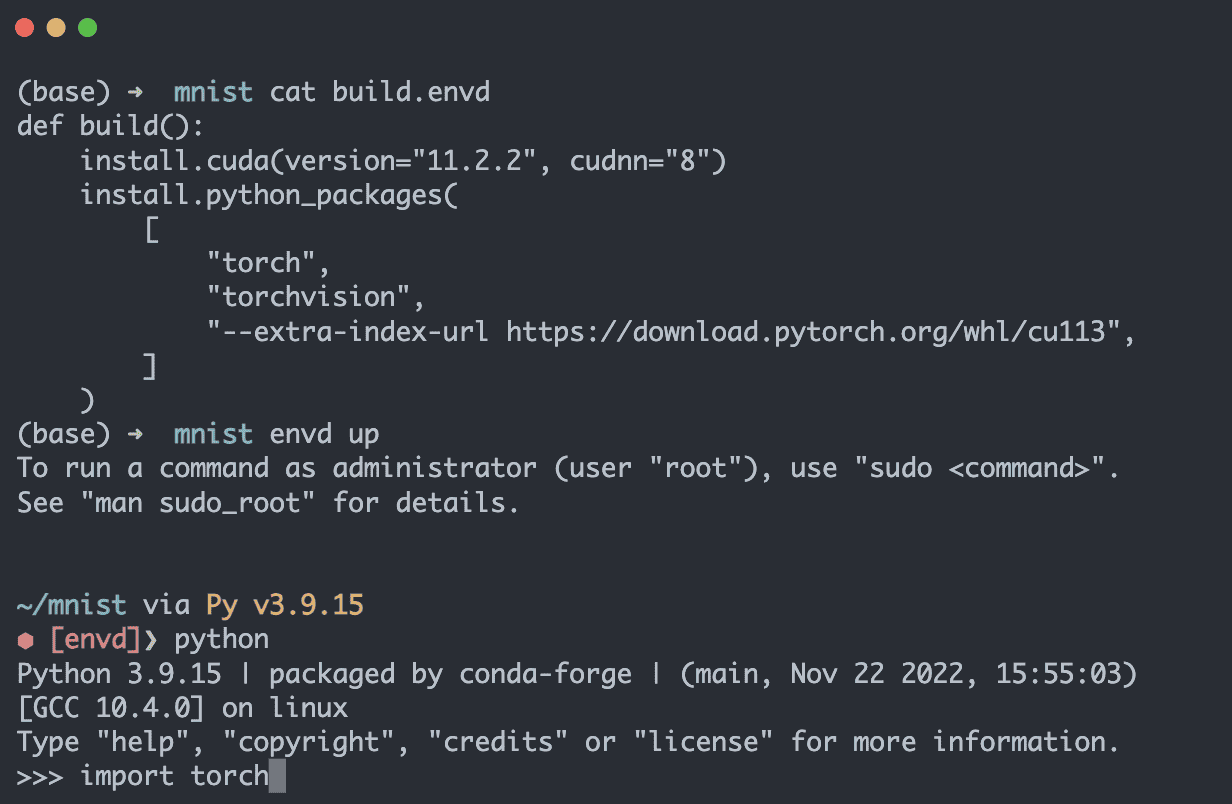 (base) ➜  mnist cat build.envd
def build():
    install.cuda(version="11.2.2", cudnn="8")
    install.python_packages(
        [
            "torch",
            "torchvision",
            "--extra-index-url https://download.pytorch.org/whl/cu113",
        ]
    )
(base) ➜  mnist envd up
To run a command as administrator (user "root"), use "sudo <command>".
See "man sudo_root" for details.
~/mnist via Py v3.9.15
⬢ [envd]❯ python
Python 3.9.15 | packaged by conda-forge | (main, Nov 22 2022, 15:55:03)
[GCC 10.4.0] on linux
Type "help", "copyright", "credits" or "license" for more information.
>>> import torch